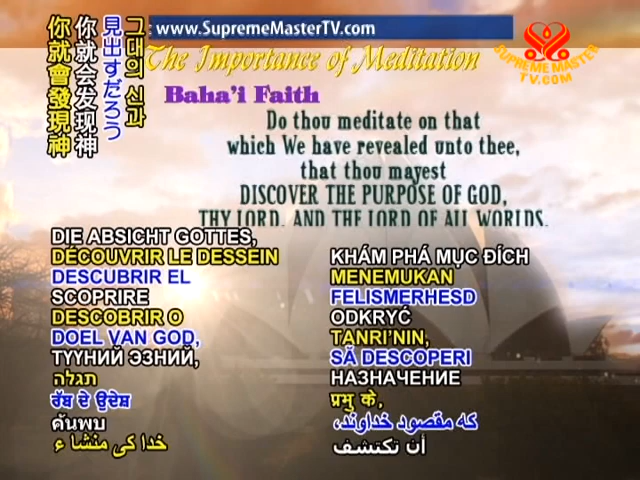 : www.SupremeMasterTV.com
SUPREME MASTER
TV.COM
The Importance of Meditation
Baha'i Faith
Do thou meditate on that
which We have revealed unto thee,
that thou mayest
DISCOVER THE PURPOSE OF GOD,
THY LORD, AND THE LORD OF ALL WORLDS.
그대의 신과
見出すだろう
你就会发现神
你就會發現神
DIE ABSICHT GOTTES,
DÉCOUVRIR LE DESSEIN
DESCUBRIR EL
SCOPRIRE
DESCOBRIR O
DOEL VAN GOD,
ТҮҮНИЙ ЭЗНИЙ,
תגלה
ਰੱਬ ਦੇ ਉਦੇਸ਼
ค้นพบ
خدا کی منشاء
KHÁM PHÁ MỤC ĐÍCH
MENEMUKAN
FELISMERHESD
ODKRYĆ
TANRI'NIN,
SĂ DESCOPERI
НАЗНАЧЕНИЕ
प्रभु के,
که مقصود خداوند،
أن تكتشف